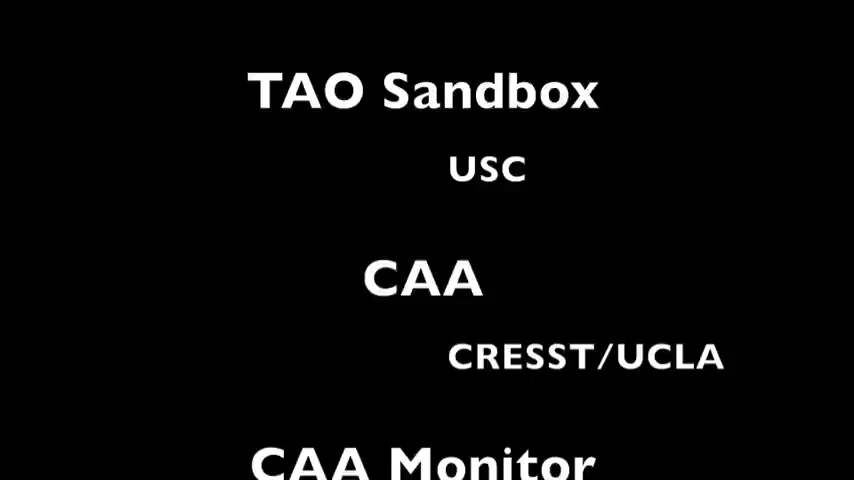 TAO Sandbox
USC
CAA
CRESST/UCLA
CAA Monitor